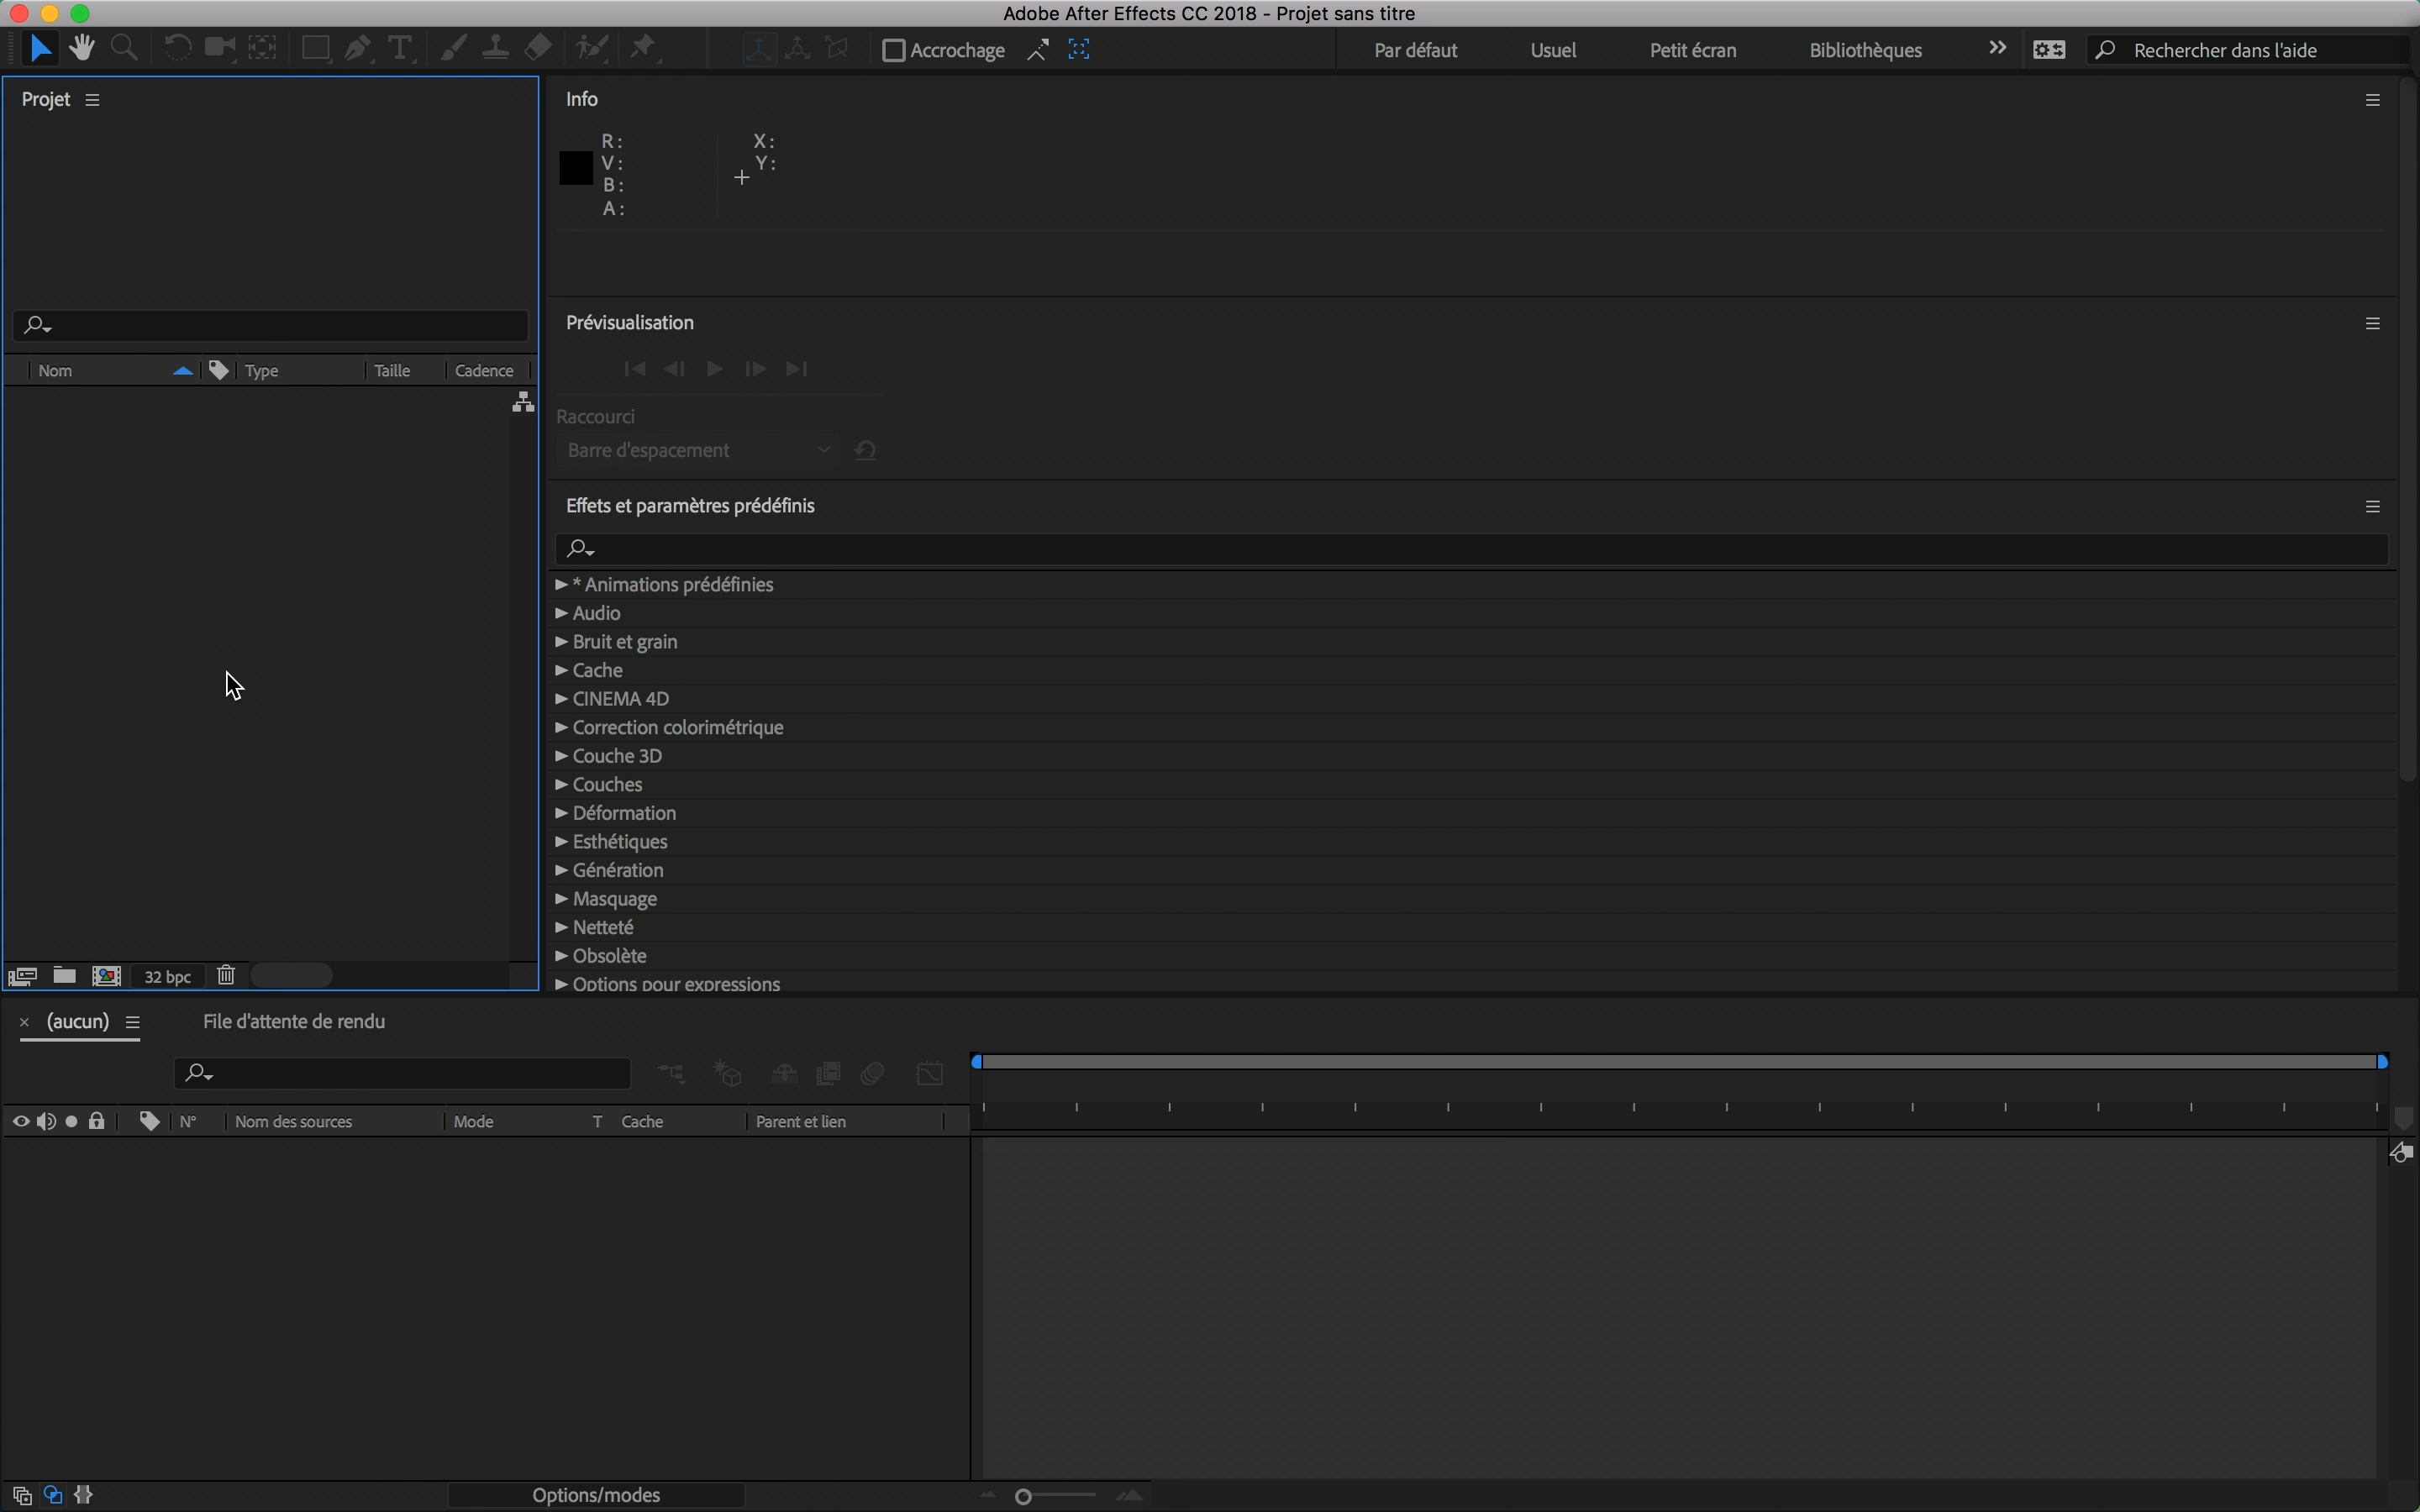 Adobe After Effects CC 2018 - Projet sans titre
Accrochage
Par défaut
Usuel
Petit écran
Bibliothèques
Rechercher dans l'aide
Projet
Nom
Type
Taille
Cadence
32 bpc
Info
R :
V :
B :
A :
X :
Y :
Prévisualisation
Raccourci
Barre d'espacement
Effets et paramètres prédéfinis
* Animations prédéfinies
Audio
Bruit et grain
Cache
CINEMA 4D
Correction colorimétrique
Couche 3D
Couches
Déformation
Esthétiques
Génération
Masquage
Netteté
Obsolète
Options pour expressions
(aucun)
File d'attente de rendu
N°
Nom des sources
Mode
T Cache
Parent et lien
Options/modes